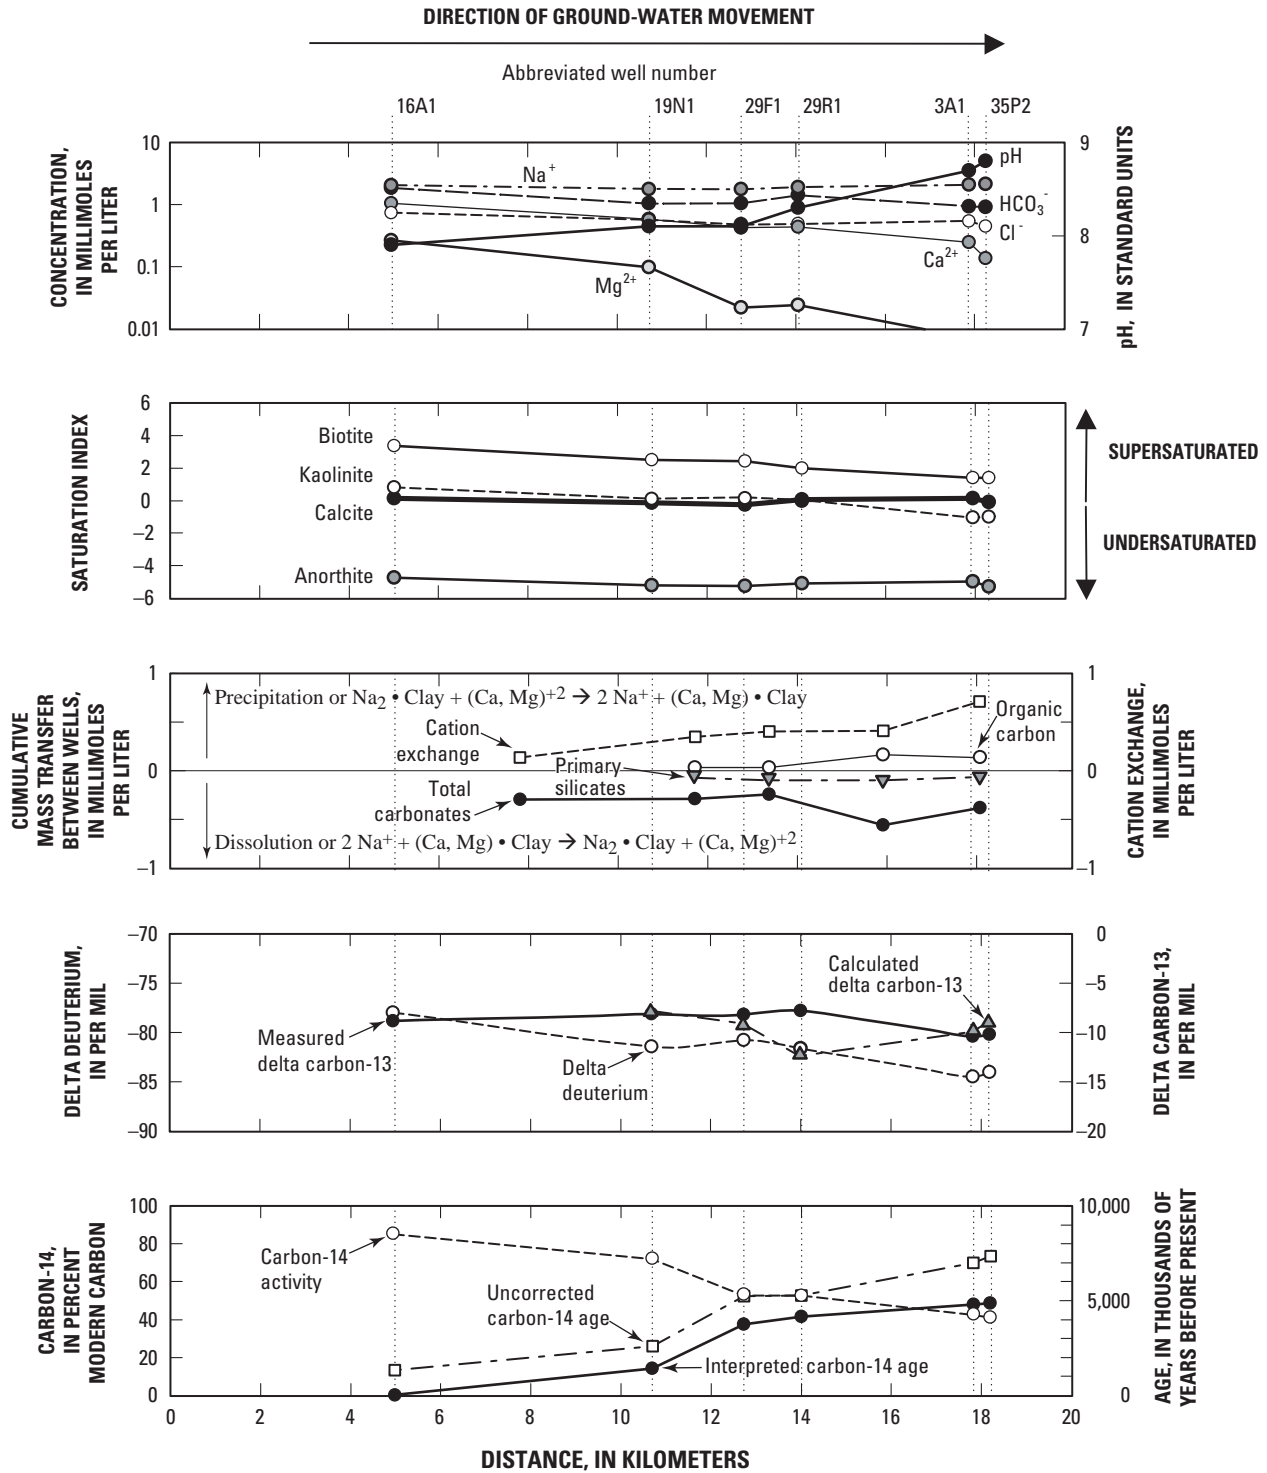 DIRECTION OF GROUND-WATER MOVEMENT
Abbreviated well number
16A1 19N1 29F1 29R1 3A1 35P2
CONCENTRATION,
IN MILLIMOLES
PER LITER
10
1
0.1
0.01
Na+
Mg2+
pH
HCO3-
Cl-
Ca2+
9
8
7
pH, IN STANDARD UNITS
SATURATION INDEX
6
4
2
0
–2
–4
–6
Biotite
Kaolinite
Calcite
Anorthite
SUPERSATURATED
UNDERSATURATED
CUMULATIVE
MASS TRANSFER
BETWEEN WELLS,
IN MILLIMOLES
PER LITER
1
0
–1
Precipitation or Na2 • Clay + (Ca, Mg)+2 → 2 Na+ + (Ca, Mg) • Clay
Cation
exchange
Organic
carbon
Primary
silicates
Total
carbonates
Dissolution or 2 Na+ + (Ca, Mg) • Clay → Na2 • Clay + (Ca, Mg)+2
1
0
–1
CATION EXCHANGE,
IN MILLIMOLES
PER LITER
DELTA DEUTERIUM,
IN PER MIL
–70
–75
–80
–85
–90
Measured
delta carbon-13
Delta
deuterium
Calculated
delta carbon-13
0
–5
–10
–15
–20
DELTA CARBON-13,
IN PER MIL
CARBON-14,
IN PERCENT
MODERN CARBON
100
80
60
40
20
0
Carbon-14
activity
Uncorrected
carbon-14 age
Interpreted carbon-14 age
10,000
5,000
0
AGE, IN THOUSANDS OF
YEARS BEFORE PRESENT
0 2 4 6 8 10 12 14 16 18 20
DISTANCE, IN KILOMETERS